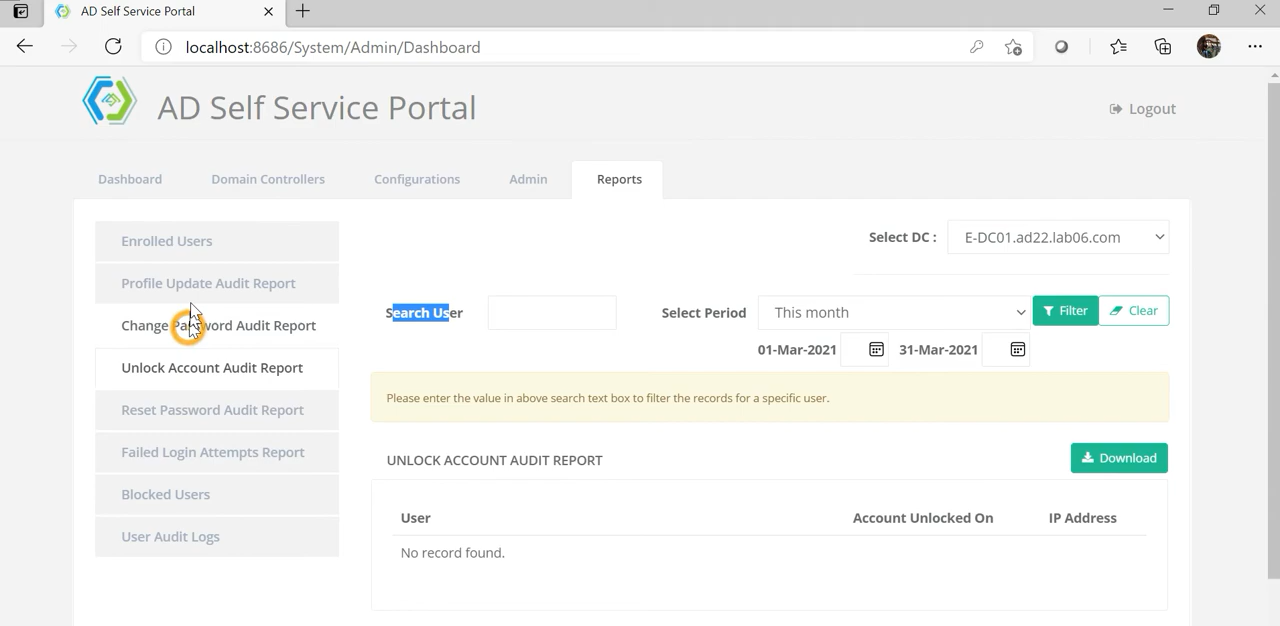 AD Self Service Portal
localhost:8686/System/Admin/Dashboard
AD Self Service Portal
Logout
Dashboard Domain Controllers Configurations Admin Reports
Enrolled Users
Profile Update Audit Report
Change Password Audit Report
Unlock Account Audit Report
Reset Password Audit Report
Failed Login Attempts Report
Blocked Users
User Audit Logs
Select DC : E-DC01.ad22.lab06.com
Search User Select Period This month Filter Clear
01-Mar-2021 31-Mar-2021
Please enter the value in above search text box to filter the records for a specific user.
UNLOCK ACCOUNT AUDIT REPORT Download
User Account Unlocked On IP Address
No record found.